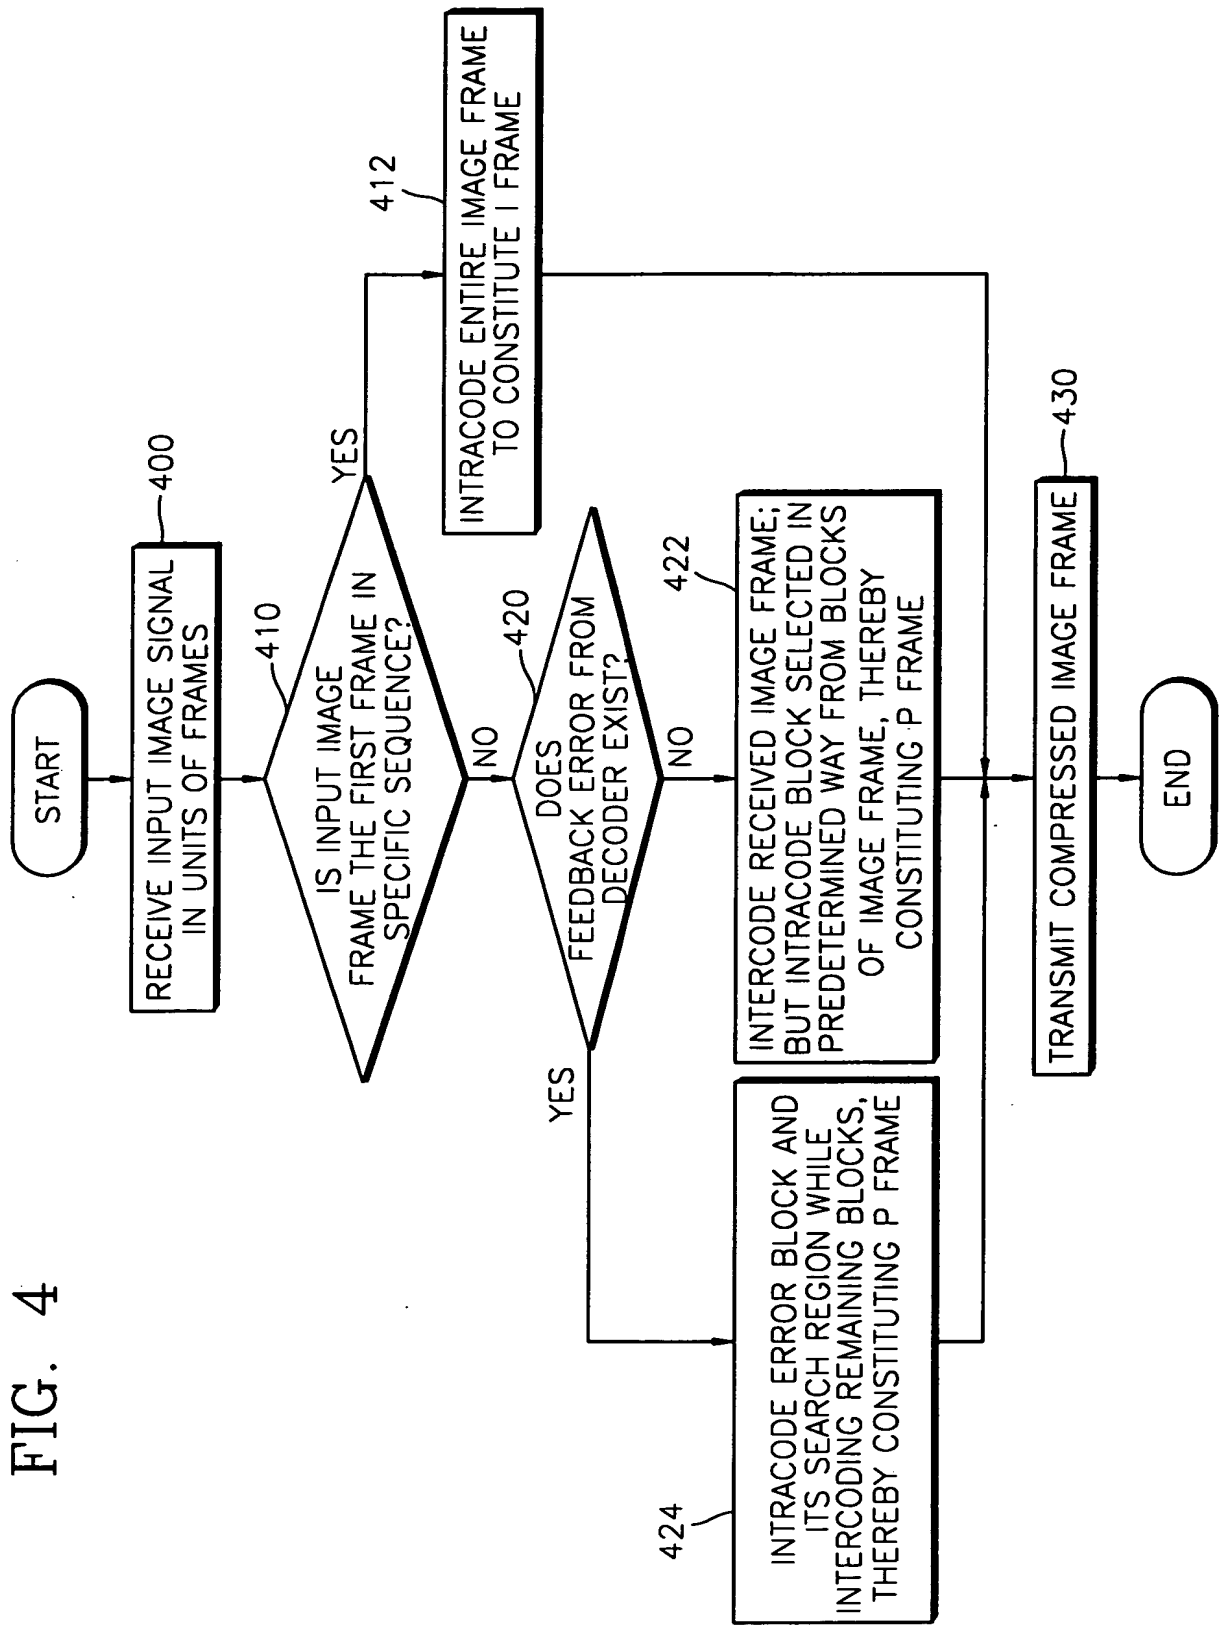 FIG. 4
START
400
RECEIVE INPUT IMAGE SIGNAL
IN UNITS OF FRAMES
410
IS INPUT IMAGE
FRAME THE FIRST FRAME IN
SPECIFIC SEQUENCE?
YES
NO
412
INTRACODE ENTIRE IMAGE FRAME
TO CONSTITUTE I FRAME
420
DOES
FEEDBACK ERROR FROM
DECODER EXIST?
YES
NO
422
INTERCODE RECEIVED IMAGE FRAME;
BUT INTRACODE BLOCK SELECTED IN
PREDETERMINED WAY FROM BLOCKS
OF IMAGE FRAME, THEREBY
CONSTITUTING P FRAME
424
INTRACODE ERROR BLOCK AND
ITS SEARCH REGION WHILE
INTERCODING REMAINING BLOCKS,
THEREBY CONSTITUTING P FRAME
430
TRANSMIT COMPRESSED IMAGE FRAME
END